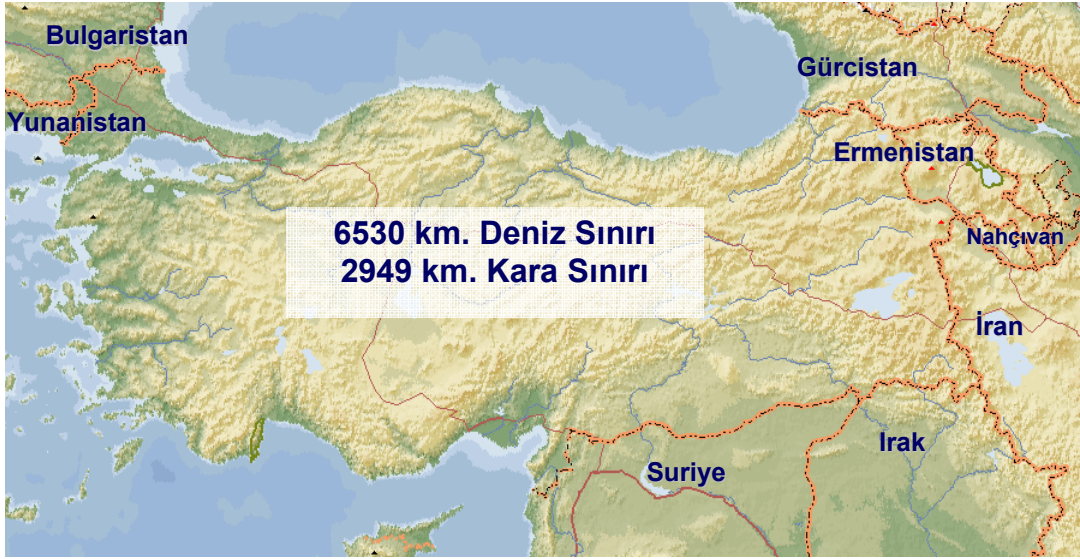 Bulgaristan
Gürcistan
Yunanistan
Ermenistan
6530 km. Deniz Sınırı
2949 km. Kara Sınırı
Nahçıvan
İran
Irak
Suriye